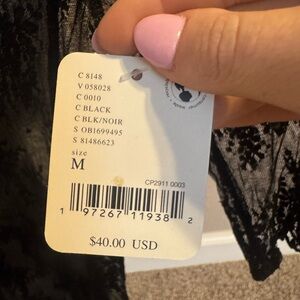 C 8148
V 058028
C 0010
C BLACK
C BLK/NOIR
S OB1699495
S 81486623
size
M
CP2911 0003
1 97267 11938 2
$40.00 USD